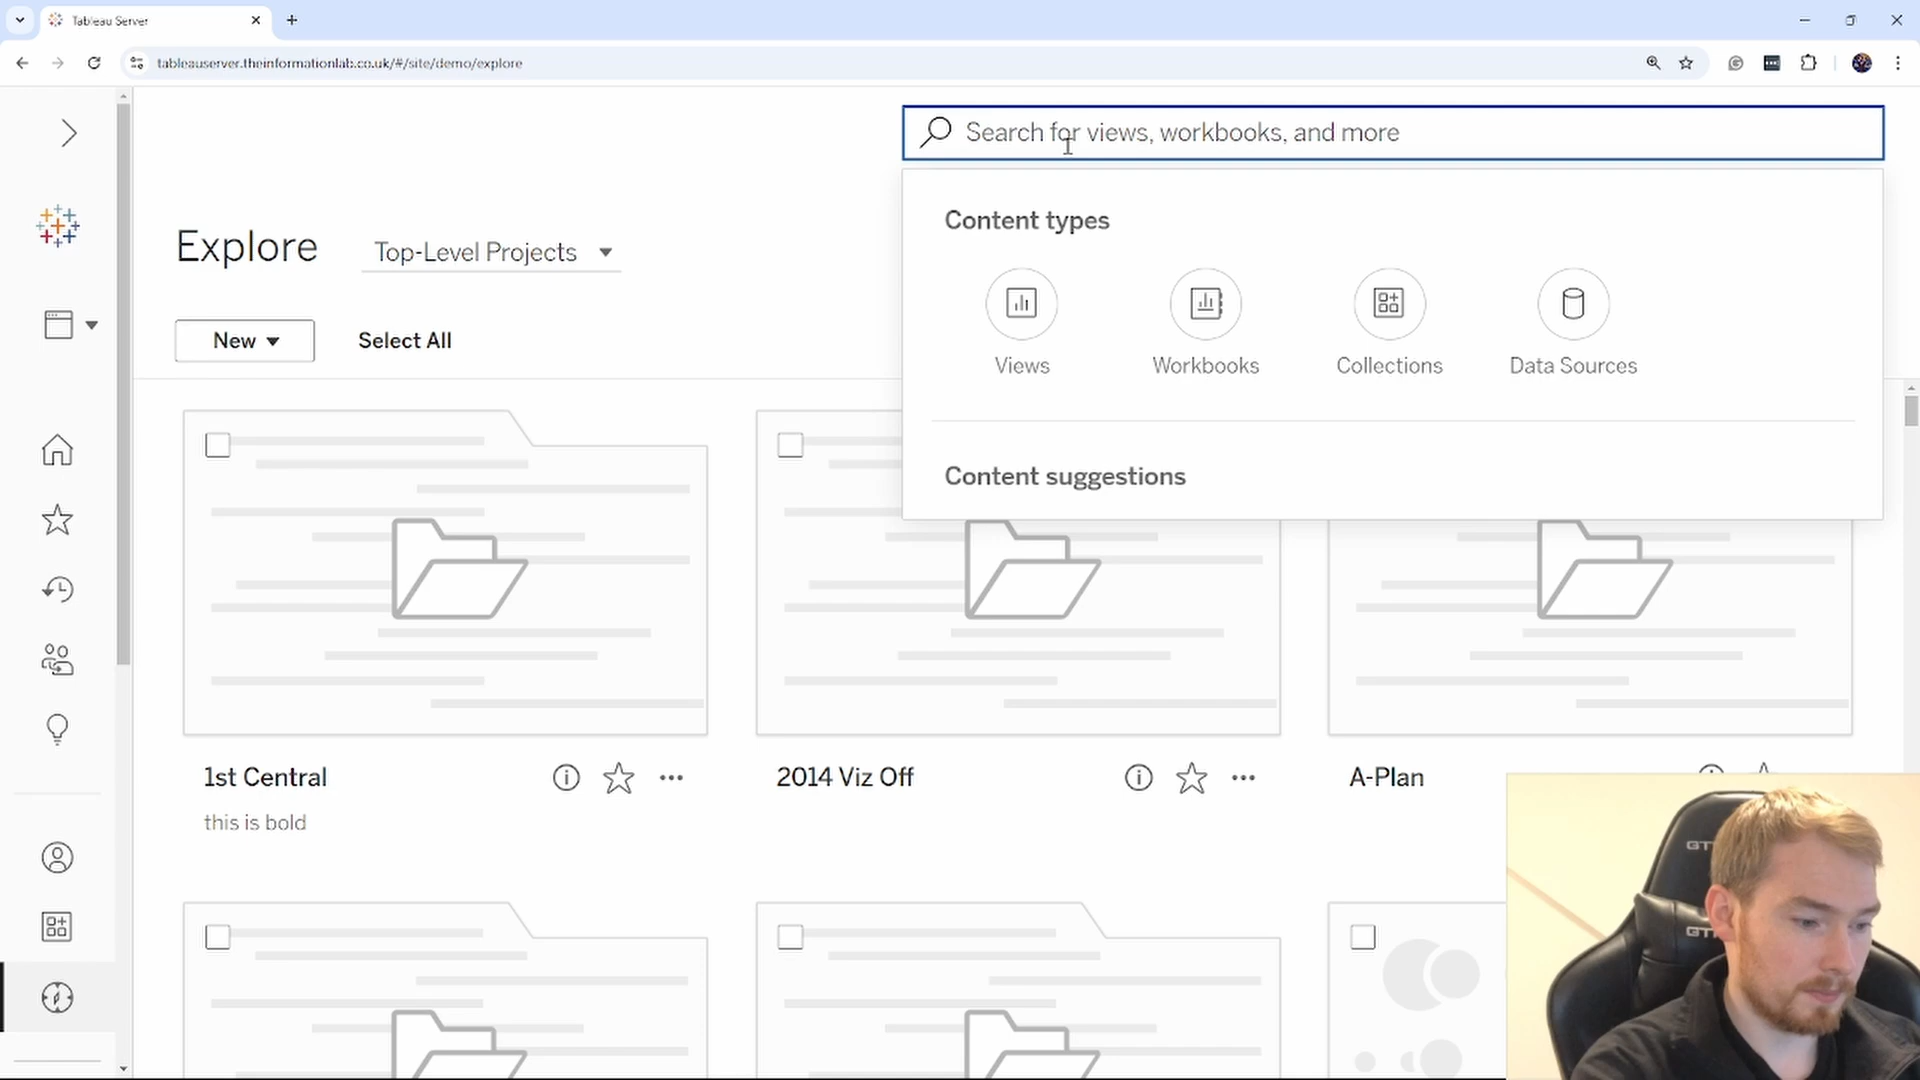 Tableau Server
tableauserver.theinformationlab.co.uk/#/site/demo/explore
Search for views, workbooks, and more
Explore
Top-Level Projects
Content types
Views
Workbooks
Collections
Data Sources
New
Select All
Content suggestions
1st Central
2014 Viz Off
A-Plan
this is bold